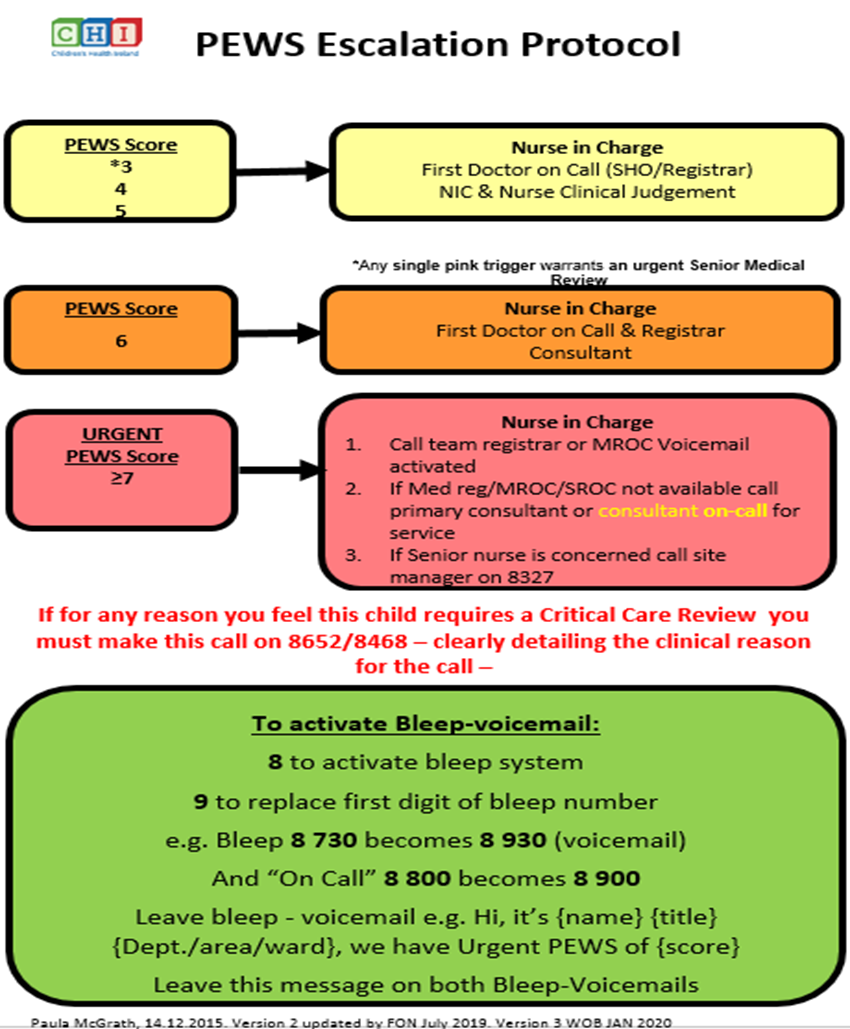 CHI
Children's Health Ireland
PEWS Escalation Protocol
PEWS Score
*3
4
5
Nurse in Charge
First Doctor on Call (SHO/Registrar)
NIC & Nurse Clinical Judgement
*Any single pink trigger warrants an urgent Senior Medical
Review
PEWS Score
6
Nurse in Charge
First Doctor on Call & Registrar
Consultant
URGENT
PEWS Score
≥7
Nurse in Charge
1. Call team registrar or MROC Voicemail
activated
2. If Med reg/MROC/SROC not available call
primary consultant or consultant on-call for
service
3. If Senior nurse is concerned call site
manager on 8327
If for any reason you feel this child requires a Critical Care Review you
must make this call on 8652/8468 – clearly detailing the clinical reason
for the call –
To activate Bleep-voicemail:
8 to activate bleep system
9 to replace first digit of bleep number
e.g. Bleep 8 730 becomes 8 930 (voicemail)
And “On Call” 8 800 becomes 8 900
Leave bleep - voicemail e.g. Hi, it’s {name} {title}
{Dept./area/ward}, we have Urgent PEWS of {score}
Leave this message on both Bleep-Voicemails
Paula McGrath, 14.12.2015. Version 2 updated by FON July 2019. Version 3 WOB JAN 2020